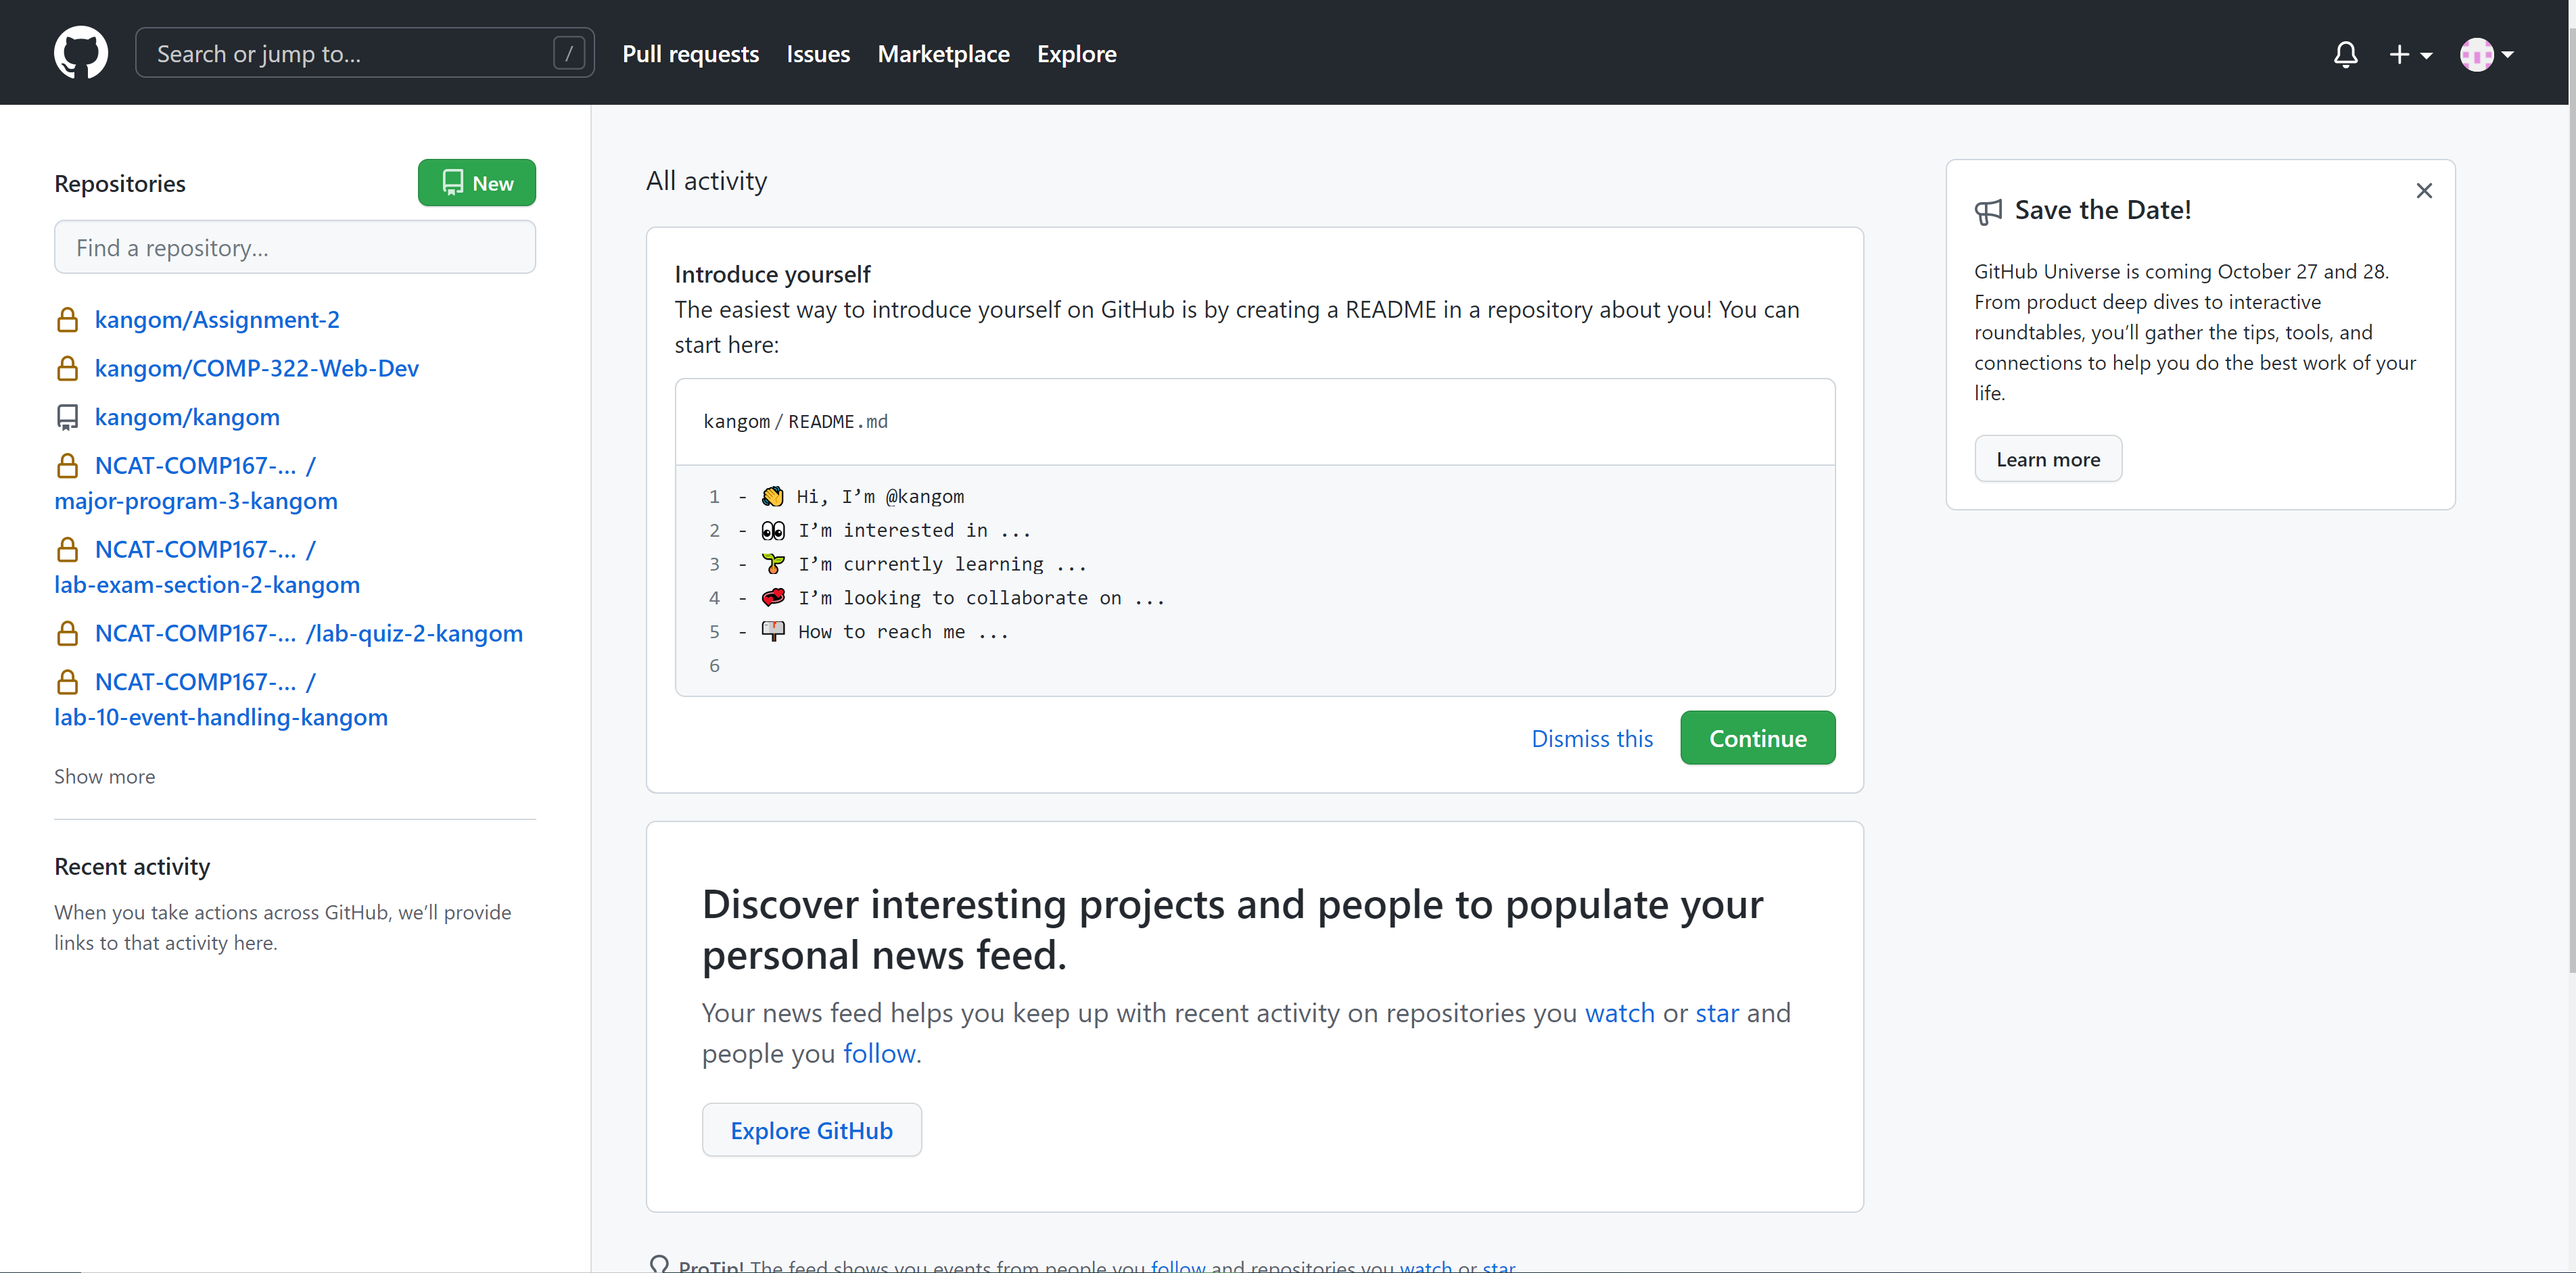 Search or jump to...
/
Pull requests
Issues
Marketplace
Explore
Repositories
New
Find a repository...
kangom/Assignment-2
kangom/COMP-322-Web-Dev
kangom/kangom
NCAT-COMP167-... /
major-program-3-kangom
NCAT-COMP167-... /
lab-exam-section-2-kangom
NCAT-COMP167-... /lab-quiz-2-kangom
NCAT-COMP167-... /
lab-10-event-handling-kangom
Show more
Recent activity
When you take actions across GitHub, we’ll provide
links to that activity here.
All activity
Introduce yourself
The easiest way to introduce yourself on GitHub is by creating a README in a repository about you! You can
start here:
kangom / README.md
1 - 👋 Hi, I’m @kangom
2 - 👀 I’m interested in ...
3 - 🌱 I’m currently learning ...
4 - 💞️ I’m looking to collaborate on ...
5 - 📫 How to reach me ...
6
Dismiss this
Continue
Discover interesting projects and people to populate your
personal news feed.
Your news feed helps you keep up with recent activity on repositories you watch or star and
people you follow.
Explore GitHub
ProTip! The feed shows you events from people you follow and repositories you watch or star
Save the Date!
GitHub Universe is coming October 27 and 28.
From product deep dives to interactive
roundtables, you’ll gather the tips, tools, and
connections to help you do the best work of your
life.
Learn more